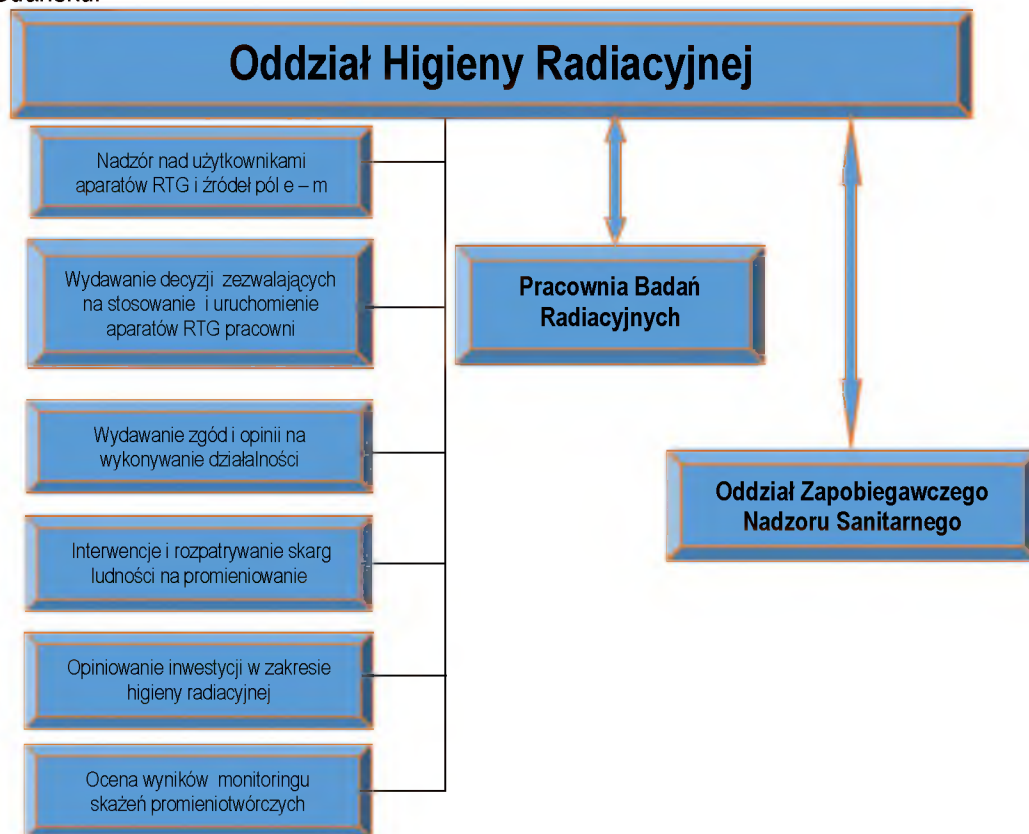 Oddział Higieny Radiacyjnej
Nadzór nad użytkownikami
aparatów RTG i źródeł pól e – m
Wydawanie decyzji zezwalających
na stosowanie i uruchomienie
aparatów RTG pracowni
Pracownia Badań
Radiacyjnych
Wydawanie zgód i opinii na
wykonywanie działalności
Oddział Zapobiegawczego
Nadzoru Sanitarnego
Interwencje i rozpatrywanie skarg
ludności na promieniowanie
Opiniowanie inwestycji w zakresie
higieny radiacyjnej
Ocena wyników monitoringu
skażeń promieniotwórczych